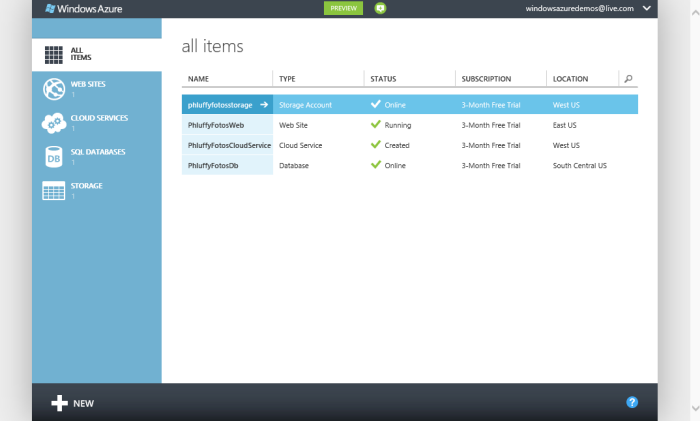 Windows Azure
PREVIEW
windowsazuredemos@live.com
ALL
ITEMS
WEB SITES
1
CLOUD SERVICES
1
SQL DATABASES
1
DB
STORAGE
1
all items
NAME TYPE STATUS SUBSCRIPTION LOCATION
phluffyfotosstorage Storage Account Online 3-Month Free Trial West US
PhluffyFotosWeb Web Site Running 3-Month Free Trial East US
PhluffyFotosCloudService Cloud Service Created 3-Month Free Trial West US
PhluffyFotosDb Database Online 3-Month Free Trial South Central US
NEW
?